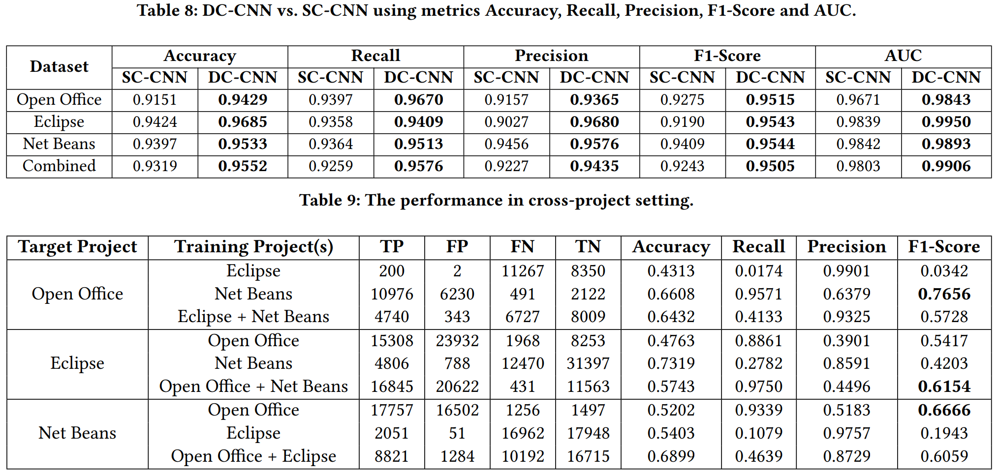 Table 8: DC-CNN vs. SC-CNN using metrics Accuracy, Recall, Precision, F1-Score and AUC.
Dataset Accuracy Recall Precision F1-Score AUC
SC-CNN DC-CNN SC-CNN DC-CNN SC-CNN DC-CNN SC-CNN DC-CNN SC-CNN DC-CNN
Open Office 0.9151 0.9429 0.9397 0.9670 0.9157 0.9365 0.9275 0.9515 0.9671 0.9843
Eclipse 0.9424 0.9685 0.9358 0.9409 0.9027 0.9680 0.9190 0.9543 0.9839 0.9950
Net Beans 0.9397 0.9533 0.9364 0.9513 0.9456 0.9576 0.9409 0.9544 0.9842 0.9893
Combined 0.9319 0.9552 0.9259 0.9576 0.9227 0.9435 0.9243 0.9505 0.9803 0.9906
Table 9: The performance in cross-project setting.
Target Project Training Project(s) TP FP FN TN Accuracy Recall Precision F1-Score
Eclipse 200 2 11267 8350 0.4313 0.0174 0.9901 0.0342
Open Office Net Beans 10976 6230 491 2122 0.6608 0.9571 0.6379 0.7656
Eclipse + Net Beans 4740 343 6727 8009 0.6432 0.4133 0.9325 0.5728
Open Office 15308 23932 1968 8253 0.4763 0.8861 0.3901 0.5417
Eclipse Net Beans 4806 788 12470 31397 0.7319 0.2782 0.8591 0.4203
Open Office + Net Beans 16845 20622 431 11563 0.5743 0.9750 0.4496 0.6154
Open Office 17757 16502 1256 1497 0.5202 0.9339 0.5183 0.6666
Net Beans Eclipse 2051 51 16962 17948 0.5403 0.1079 0.9757 0.1943
Open Office + Eclipse 8821 1284 10192 16715 0.6899 0.4639 0.8729 0.6059